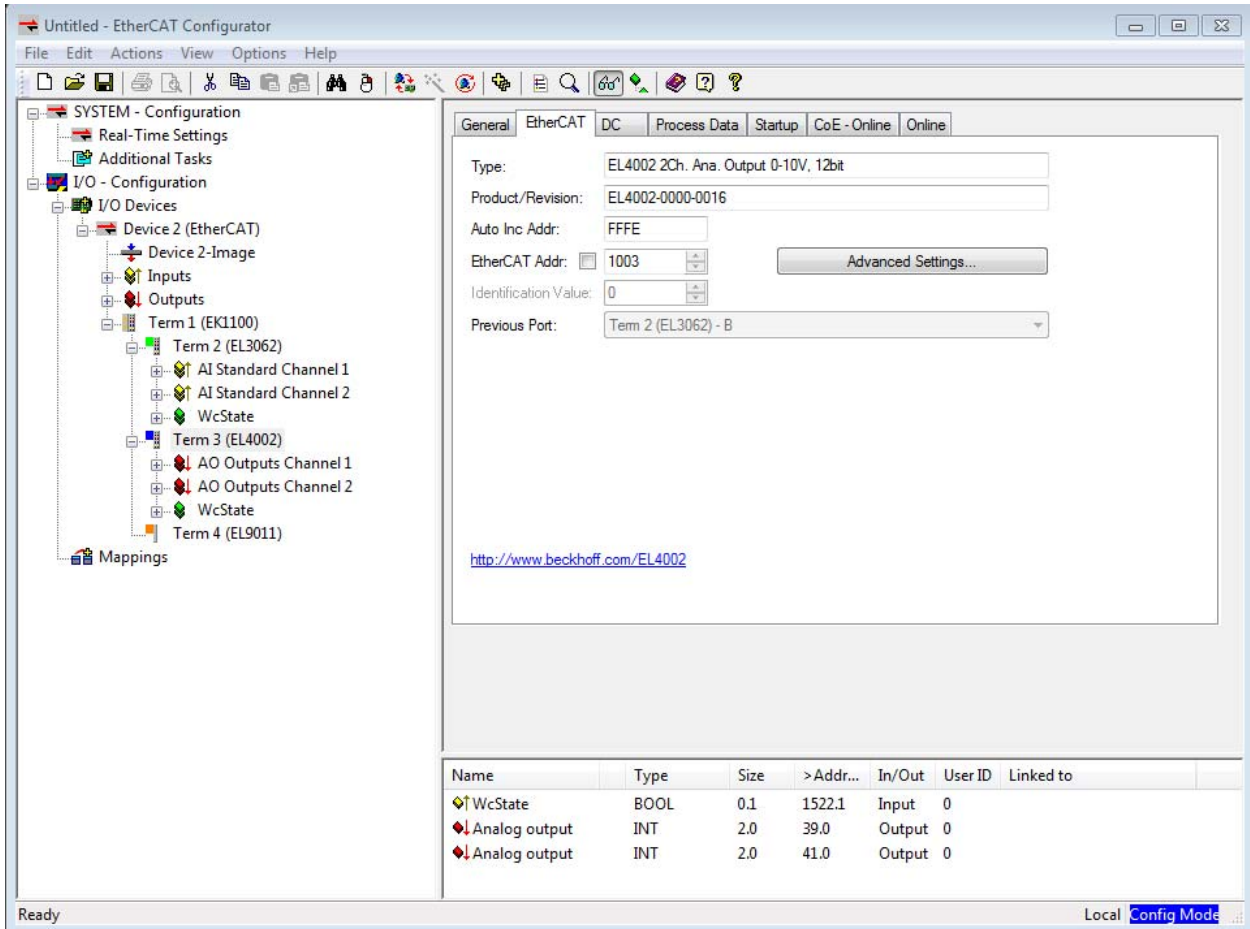 Untitled - EtherCAT Configurator
File Edit Actions View Options Help
SYSTEM - Configuration
Real-Time Settings
Additional Tasks
I/O - Configuration
I/O Devices
Device 2 (EtherCAT)
Device 2-Image
Inputs
Outputs
Term 1 (EK1100)
Term 2 (EL3062)
AI Standard Channel 1
AI Standard Channel 2
WcState
Term 3 (EL4002)
AO Outputs Channel 1
AO Outputs Channel 2
WcState
Term 4 (EL9011)
Mappings
General EtherCAT DC Process Data Startup CoE - Online Online
Type: EL4002 2Ch. Ana. Output 0-10V, 12bit
Product/Revision: EL4002-0000-0016
Auto Inc Addr: FFFE
EtherCAT Addr: 1003 Advanced Settings...
Identification Value: 0
Previous Port: Term 2 (EL3062) - B
http://www.beckhoff.com/EL4002
Name Type Size >Addr... In/Out User ID Linked to
WcState BOOL 0.1 1522.1 Input 0
Analog output INT 2.0 39.0 Output 0
Analog output INT 2.0 41.0 Output 0
Ready Local Config Mode